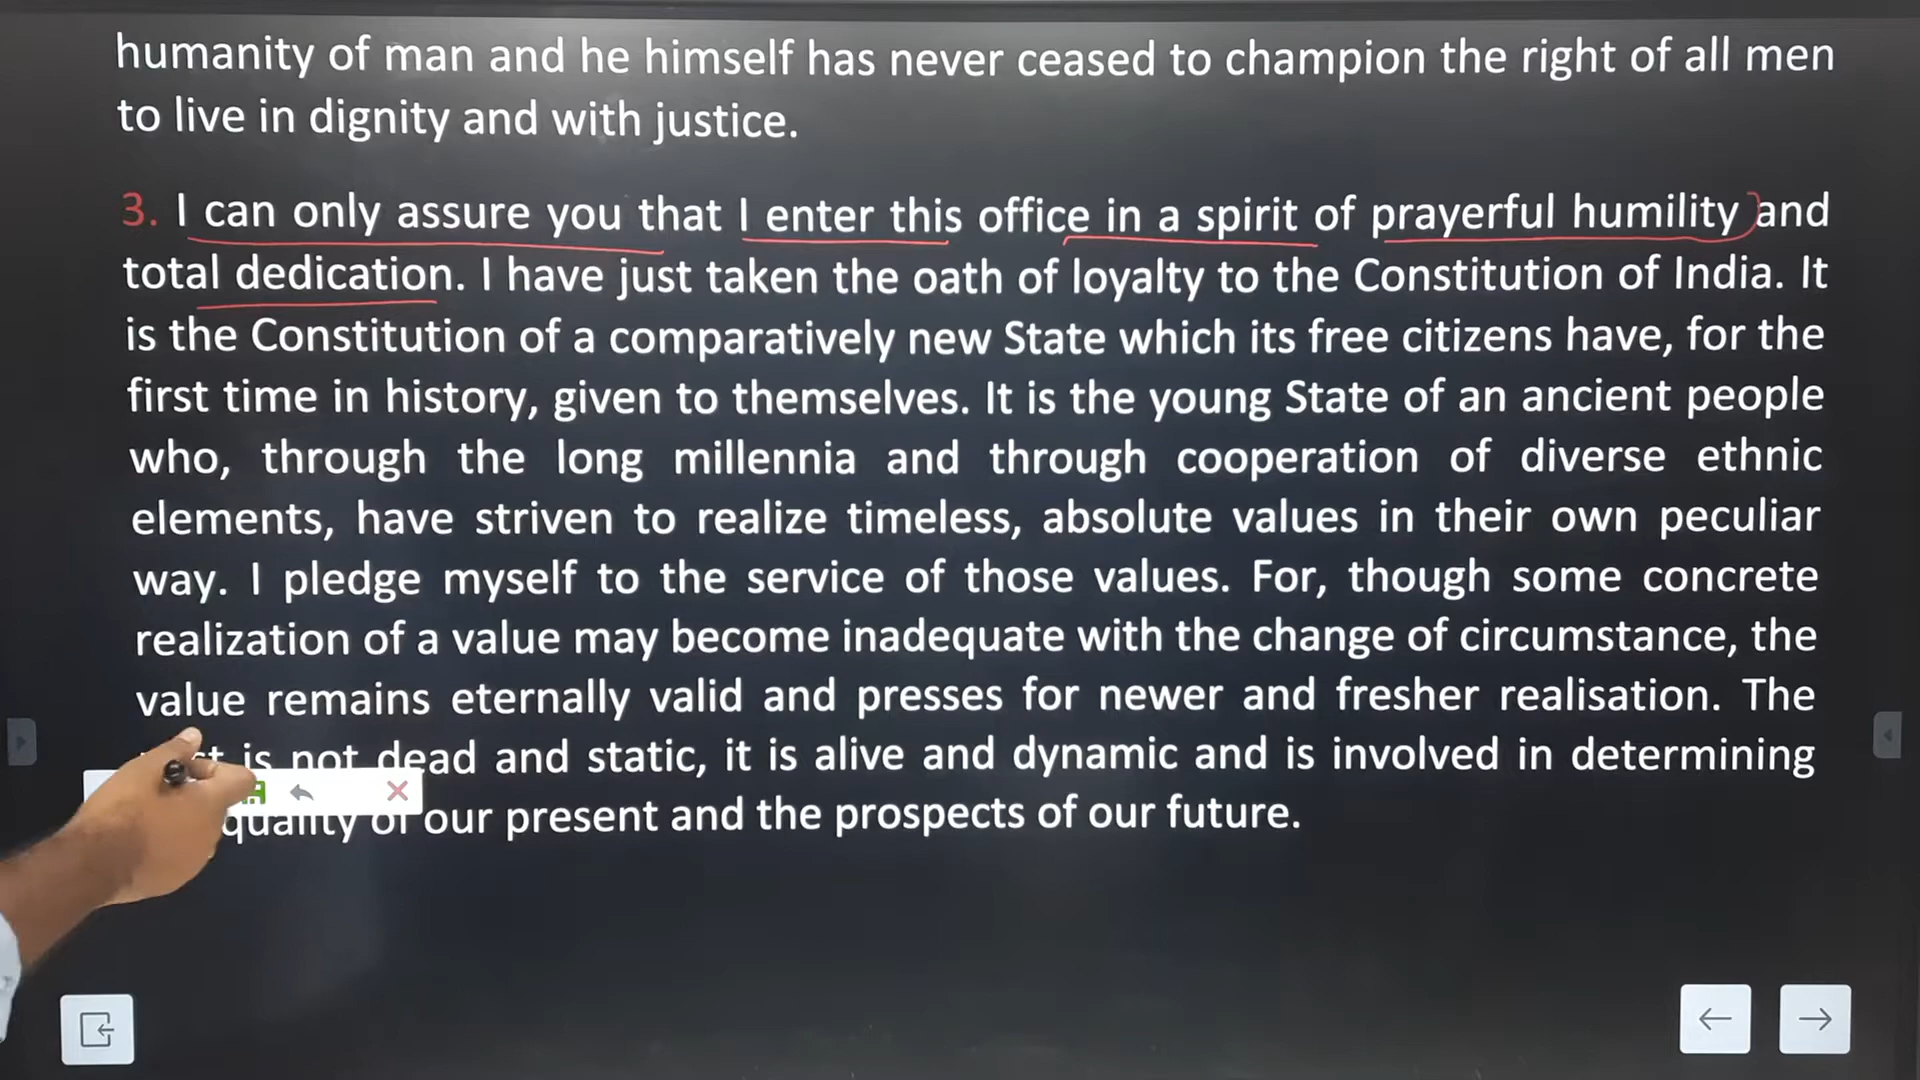 humanity of man and he himself has never ceased to champion the right of all men
to live in dignity and with justice.
3. I can only assure you that I enter this office in a spirit of prayerful humility and
total dedication. I have just taken the oath of loyalty to the Constitution of India. It
is the Constitution of a comparatively new State which its free citizens have, for the
first time in history, given to themselves. It is the young State of an ancient people
who, through the long millennia and through cooperation of diverse ethnic
elements, have striven to realize timeless, absolute values in their own peculiar
way. I pledge myself to the service of those values. For, though some concrete
realization of a value may become inadequate with the change of circumstance, the
value remains eternally valid and presses for newer and fresher realisation. The
is not dead and static, it is alive and dynamic and is involved in determining
quality of our present and the prospects of our future.